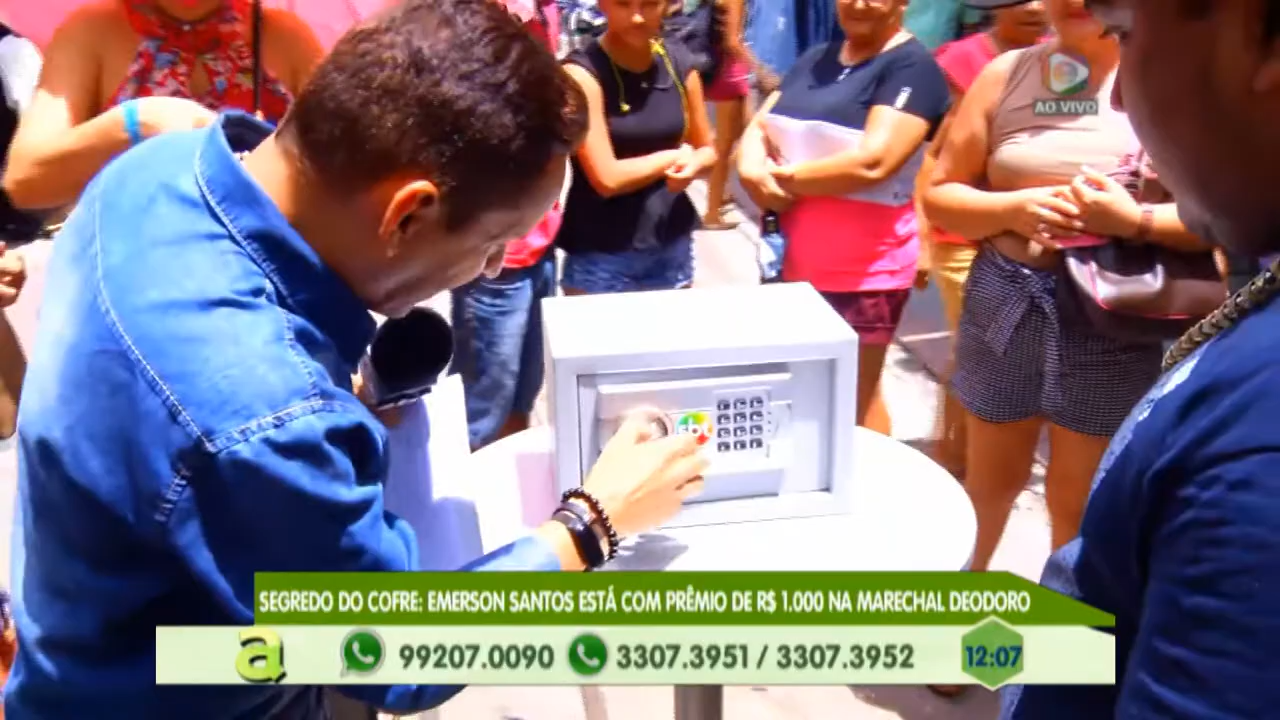 AO VIVO
sbt
SEGREDO DO COFRE: EMERSON SANTOS ESTÁ COM PRÊMIO DE R$ 1.000 NA MARECHAL DEODORO
a 99207.0090 3307.3951 / 3307.3952 12:07